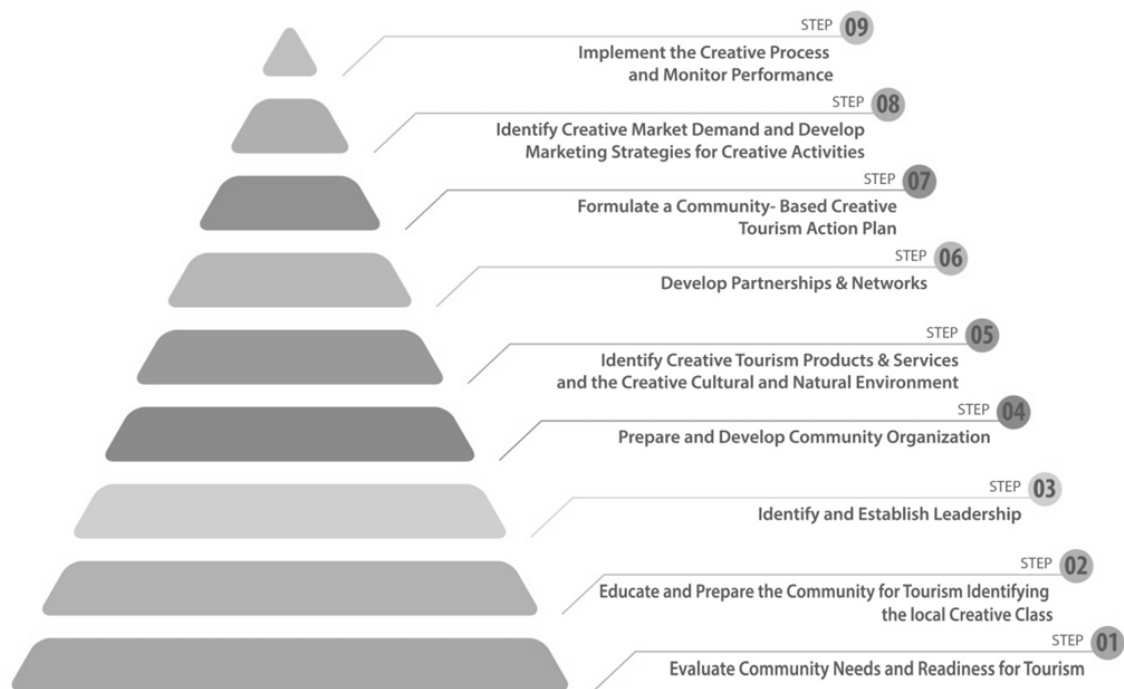 STEP 09
Implement the Creative Process
and Monitor Performance
STEP 08
Identify Creative Market Demand and Develop
Marketing Strategies for Creative Activities
STEP 07
Formulate a Community- Based Creative
Tourism Action Plan
STEP 06
Develop Partnerships & Networks
STEP 05
Identify Creative Tourism Products & Services
and the Creative Cultural and Natural Environment
STEP 04
Prepare and Develop Community Organization
STEP 03
Identify and Establish Leadership
STEP 02
Educate and Prepare the Community for Tourism Identifying
the local Creative Class
STEP 01
Evaluate Community Needs and Readiness for Tourism